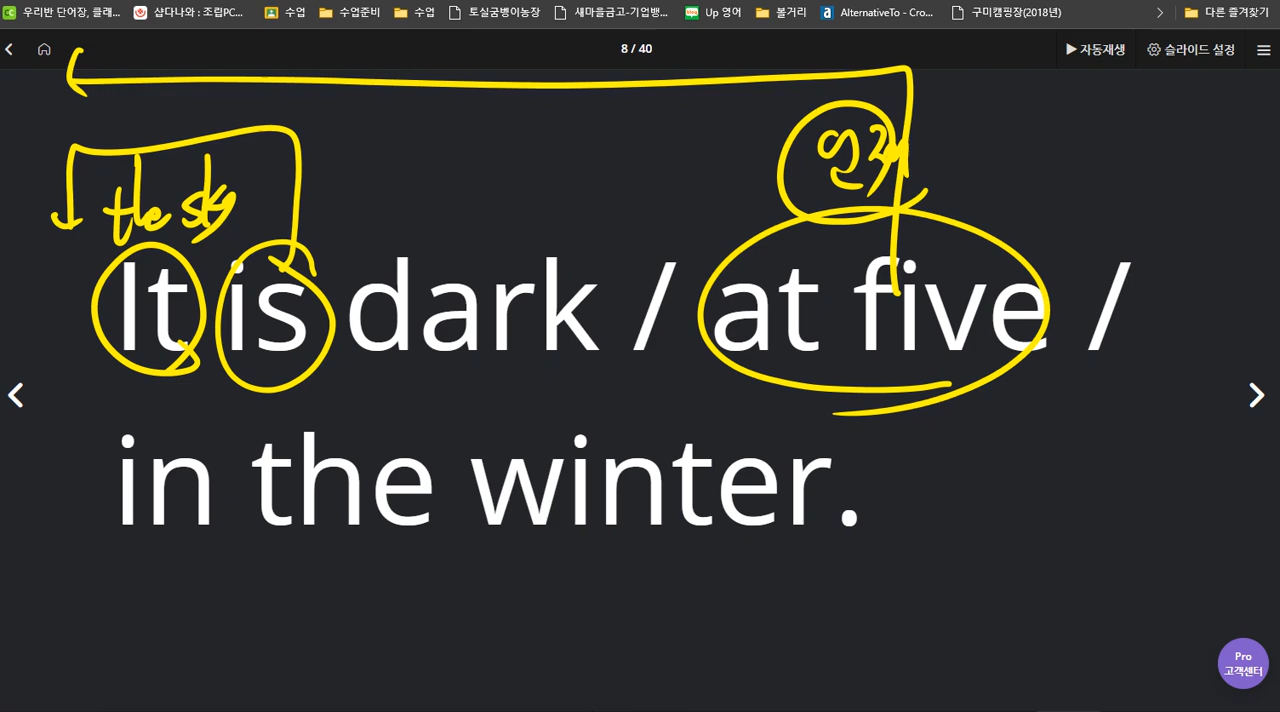 우리반 단어장, 클래... 샵다나와 : 조립PC... 수업 수업준비 수업 토실굼벵이농장 새마을금고-기업뱅... Up 영어 볼거리 AlternativeTo - Cro... 구미캠핑장(2018년) 다른 즐겨찾기
8 / 40 자동재생 슬라이드 설정
언제
the sky
It is dark / at five /
in the winter.
Pro
고객센터